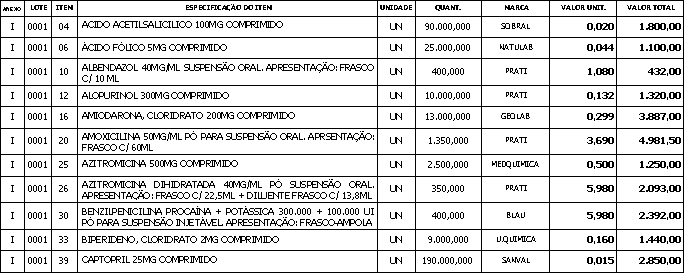 ANEXO LOTE ITEM ESPECIFICAÇÃO DO ITEM UNIDADE QUANT. MARCA VALOR UNIT. VALOR TOTAL
I 0001 04 ACIDO ACETILSALICILICO 100MG COMPRIMIDO UN 90.000,000 SOBRAL 0,020 1.800,00
I 0001 06 ÁCIDO FÓLICO 5MG COMPRIMIDO UN 25.000,000 NATULAB 0,044 1.100,00
I 0001 10 ALBENDAZOL 40MG/ML SUSPENSÃO ORAL. APRESENTAÇÃO: FRASCO C/ 10 ML UN 400,000 PRATI 1,080 432,00
I 0001 12 ALOPURINOL 300MG COMPRIMIDO UN 10.000,000 PRATI 0,132 1.320,00
I 0001 16 AMIODARONA, CLORIDRATO 200MG COMPRIMIDO UN 13.000,000 GEOLAB 0,299 3.887,00
I 0001 20 AMOXICILINA 50MG/ML PÓ PARA SUSPENSÃO ORAL. APRSENTAÇÃO: FRASCO C/ 60ML UN 1.350,000 PRATI 3,690 4.981,50
I 0001 25 AZITROMICINA 500MG COMPRIMIDO UN 2.500,000 MEDQUIMICA 0,500 1.250,00
I 0001 26 AZITROMICINA DIHIDRATADA 40MG/ML PÓ SUSPENSÃO ORAL. APRESENTAÇÃO: FRASCO C/ 22,5ML + DILUENTE FRASCO C/ 13,8ML UN 350,000 PRATI 5,980 2.093,00
I 0001 30 BENZILPENICILINA PROCAÍNA + POTÁSSICA 300.000 + 100.000 UI PÓ PARA SUSPENSÃO INJETÁVEL. APRESENTAÇÃO: FRASCO-AMPOLA UN 400,000 BLAU 5,980 2.392,00
I 0001 33 BIPERIDENO, CLORIDRATO 2MG COMPRIMIDO UN 9.000,000 U.QUIMICA 0,160 1.440,00
I 0001 39 CAPTOPRIL 25MG COMPRIMIDO UN 190.000,000 SANVAL 0,015 2.850,00